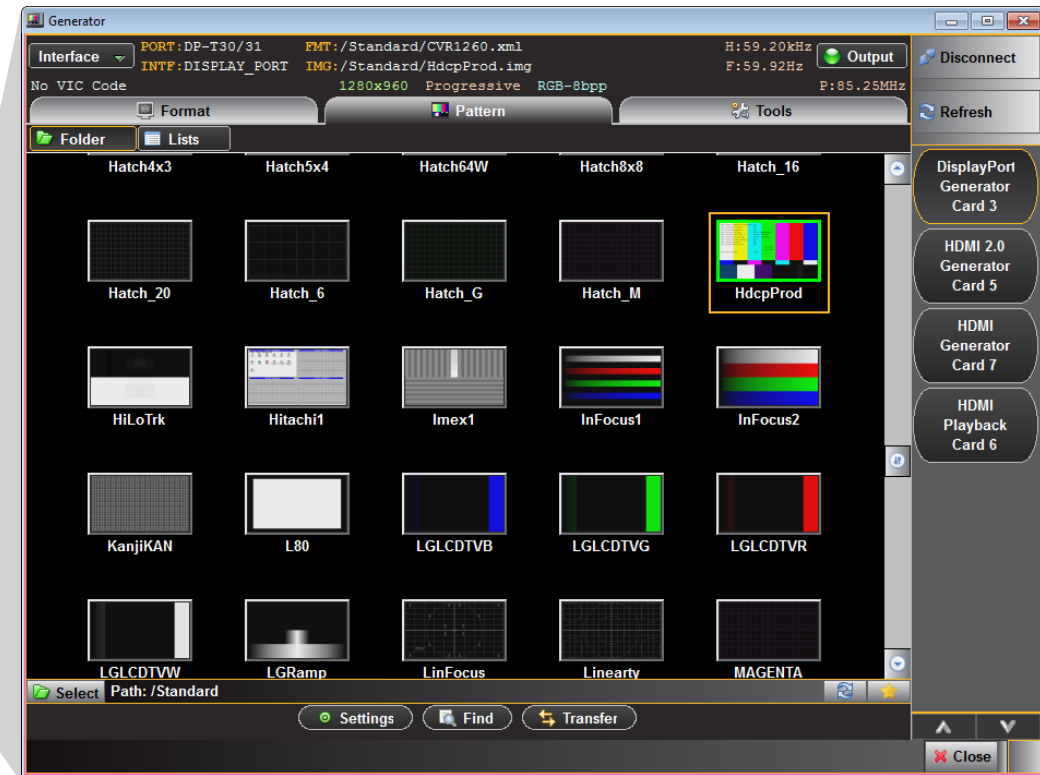 Generator
Interface
PORT:DP-T30/31 FMT:/Standard/CVR1260.xml H:59.20kHz
INTF:DISPLAY_PORT IMG:/Standard/HdcpProd.img F:59.92Hz
Output
No VIC Code 1280x960 Progressive RGB-8bpp P:85.25MHz
Format Pattern Tools
Folder Lists
Hatch4x3 Hatch5x4 Hatch64W Hatch8x8 Hatch_16
Hatch_20 Hatch_6 Hatch_G Hatch_M HdcpProd
HiLoTrk Hitachi1 Imex1 InFocus1 InFocus2
KanjiKAN L80 LGLCDTVB LGLCDTVG LGLCDTVR
LGLCDTVW LGRamp LinFocus Linearty MAGENTA
Select Path: /Standard
Settings Find Transfer
Disconnect
Refresh
DisplayPort
Generator
Card 3
HDMI 2.0
Generator
Card 5
HDMI
Generator
Card 7
HDMI
Playback
Card 6
Close